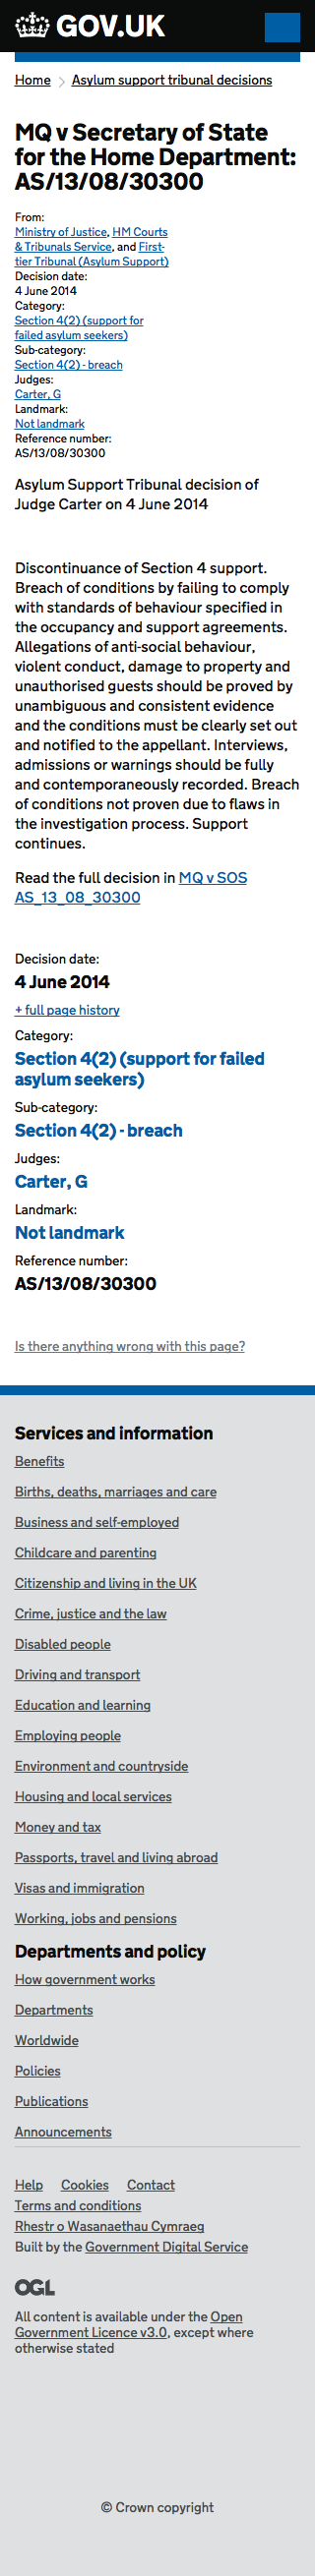 GOV.UK
Home Asylum support tribunal decisions
MQ v Secretary of State
for the Home Department:
AS/13/08/30300
From:
Ministry of Justice, HM Courts
& Tribunals Service, and First-
tier Tribunal (Asylum Support)
Decision date:
4 June 2014
Category:
Section 4(2) (support for
failed asylum seekers)
Sub-category:
Section 4(2) - breach
Judges:
Carter, G
Landmark:
Not landmark
Reference number:
AS/13/08/30300
Asylum Support Tribunal decision of
Judge Carter on 4 June 2014
Discontinuance of Section 4 support.
Breach of conditions by failing to comply
with standards of behaviour specified in
the occupancy and support agreements.
Allegations of anti-social behaviour,
violent conduct, damage to property and
unauthorised guests should be proved by
unambiguous and consistent evidence
and the conditions must be clearly set out
and notified to the appellant. Interviews,
admissions or warnings should be fully
and contemporaneously recorded. Breach
of conditions not proven due to flaws in
the investigation process. Support
continues.
Read the full decision in MQ v SOS
AS_13_08_30300
Decision date:
4 June 2014
+ full page history
Category:
Section 4(2) (support for failed
asylum seekers)
Sub-category:
Section 4(2) - breach
Judges:
Carter, G
Landmark:
Not landmark
Reference number:
AS/13/08/30300
Is there anything wrong with this page?
Services and information
Benefits
Births, deaths, marriages and care
Business and self-employed
Childcare and parenting
Citizenship and living in the UK
Crime, justice and the law
Disabled people
Driving and transport
Education and learning
Employing people
Environment and countryside
Housing and local services
Money and tax
Passports, travel and living abroad
Visas and immigration
Working, jobs and pensions
Departments and policy
How government works
Departments
Worldwide
Policies
Publications
Announcements
Help Cookies Contact
Terms and conditions
Rhestr o Wasanaethau Cymraeg
Built by the Government Digital Service
OGL
All content is available under the Open
Government Licence v3.0, except where
otherwise stated
© Crown copyright